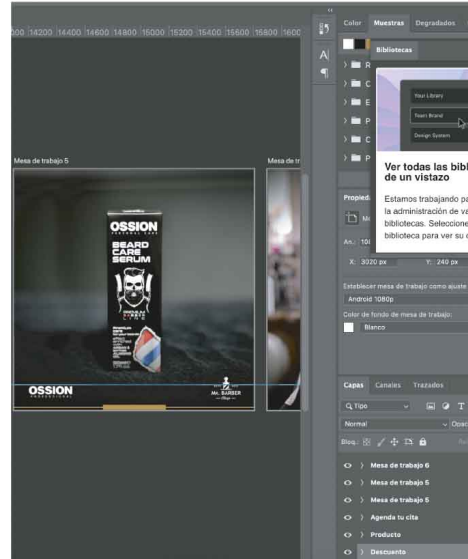 14200 14400 14600 14800 15000 15200 15400 15600 15800
Color Muestras Degradados
Bibliotecas
Your Library
Team Brand
Design System
Ver todas las bibl
de un vistazo
Estamos trabajando pa
la administración de va
bibliotecas. Seleccione
biblioteca para ver su c
Mesa de trabajo 5
Mesa de tr
OSSION
PERSONAL CARE
BEARD
CARE
SERUM
OSSION
MR. BARBER
Shop
Propied
An.:
X: 3020 px Y: 240 px
Establecer mesa de trabajo como ajuste
Android 1080p
Color de fondo de mesa de trabajo:
Blanco
Capas Canales Trazados
Tipo
Normal Opac
Bloq.:
Mesa de trabajo 6
Mesa de trabajo 5
Mesa de trabajo 5
Agenda tu cita
Producto
Descuento